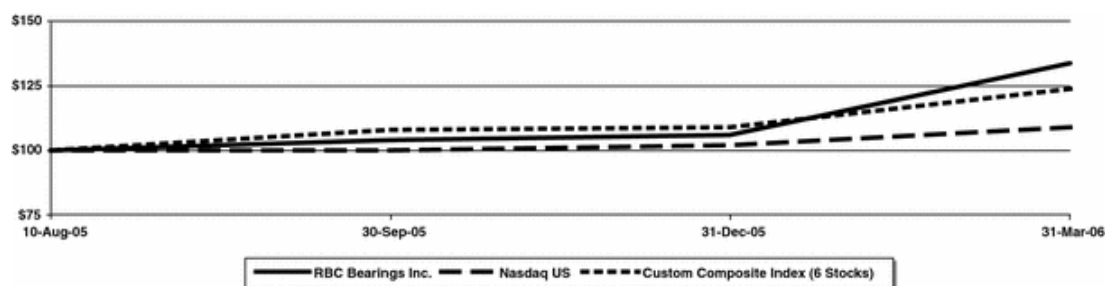 $150
$125
$100
$75
10-Aug-05 30-Sep-05 31-Dec-05 31-Mar-06
RBC Bearings Inc. Nasdaq US Custom Composite Index (6 Stocks)